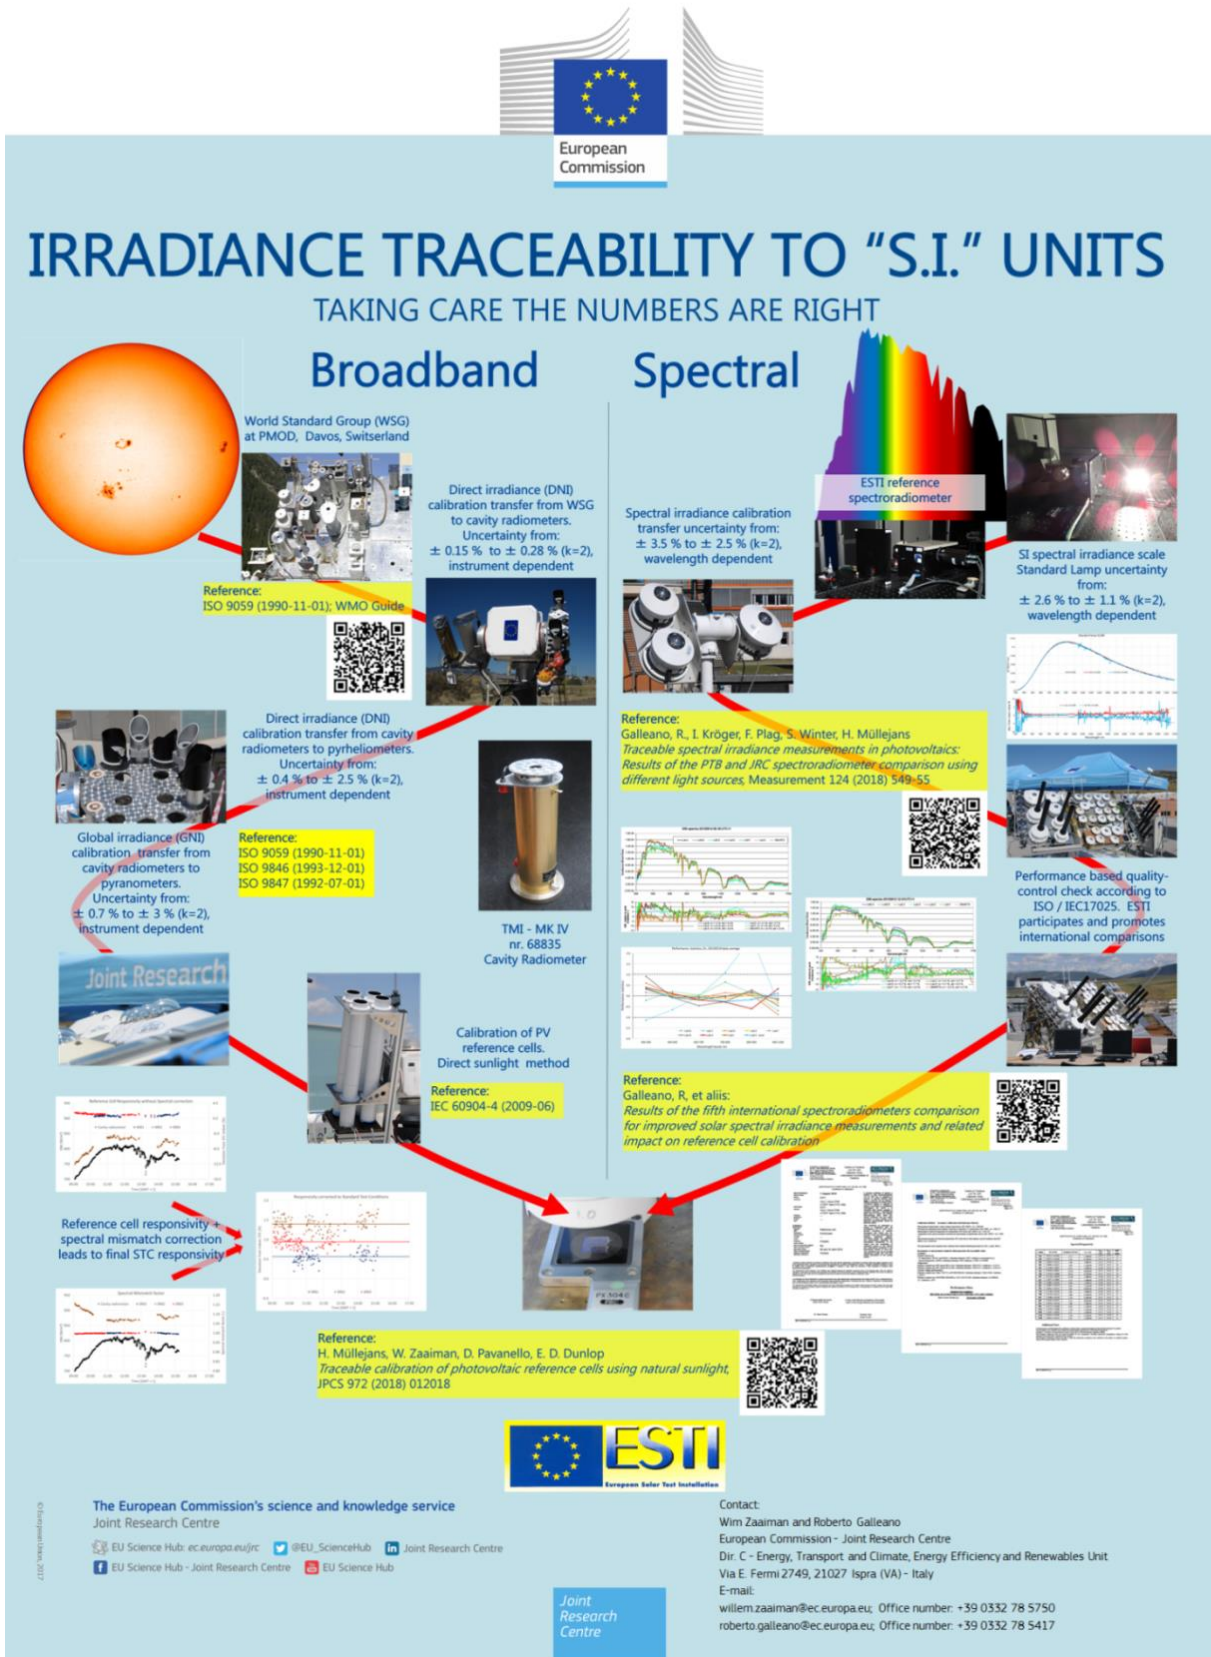 European
Commission
IRRADIANCE TRACEABILITY TO “S.I.” UNITS
TAKING CARE THE NUMBERS ARE RIGHT
Broadband
World Standard Group (WSG)
at PMOD, Davos, Switserland
Direct irradiance (DNI)
calibration transfer from WSG
to cavity radiometers.
Uncertainty from:
± 0.15 % to ± 0.28 % (k=2),
instrument dependent
Reference:
ISO 9059 (1990-11-01); WMO Guide
Direct irradiance (DNI)
calibration transfer from cavity
radiometers to pyrheliometers.
Uncertainty from:
± 0.4 % to ± 2.5 % (k=2),
instrument dependent
Global irradiance (GNI)
calibration transfer from
cavity radiometers to
pyranometers.
Uncertainty from:
± 0.7 % to ± 3 % (k=2),
instrument dependent
Reference:
ISO 9059 (1990-11-01)
ISO 9846 (1993-12-01)
ISO 9847 (1992-07-01)
TMI - MK IV
nr. 68835
Cavity Radiometer
Joint Research
Calibration of PV
reference cells.
Direct sunlight method
Reference:
IEC 60904-4 (2009-06)
Reference cell responsivity +
spectral mismatch correction
leads to final STC responsivity
Spectral
ESTI reference
spectroradiometer
Spectral irradiance calibration
transfer uncertainty from:
± 3.5 % to ± 2.5 % (k=2),
wavelength dependent
SI spectral irradiance scale
Standard Lamp uncertainty
from:
± 2.6 % to ± 1.1 % (k=2),
wavelength dependent
Reference:
Galleano, R., I. Kröger, F. Plag, S. Winter, H. Müllejans
Traceable spectral irradiance measurements in photovoltaics:
Results of the PTB and JRC spectroradiometer comparison using
different light sources, Measurement 124 (2018) 549-55
Performance based quality-
control check according to
ISO / IEC17025. ESTI
participates and promotes
international comparisons
Reference:
Galleano, R, et aliis:
Results of the fifth international spectroradiometers comparison
for improved solar spectral irradiance measurements and related
impact on reference cell calibration
Reference:
H. Müllejans, W. Zaaiman, D. Pavanello, E. D. Dunlop
Traceable calibration of photovoltaic reference cells using natural sunlight,
JPCS 972 (2018) 012018
ESTI
European Solar Test Installation
© European Union, 2017
The European Commission's science and knowledge service
Joint Research Centre
EU Science Hub: ec.europa.eu/jrc
@EU_ScienceHub
Joint Research Centre
EU Science Hub - Joint Research Centre
EU Science Hub
Joint
Research
Centre
Contact:
Wim Zaaiman and Roberto Galleano
European Commission - Joint Research Centre
Dir. C - Energy, Transport and Climate, Energy Efficiency and Renewables Unit
Via E. Fermi 2749, 21027 Ispra (VA) - Italy
E-mail:
willem.zaaiman@ec.europa.eu; Office number: +39 0332 78 5750
roberto.galleano@ec.europa.eu; Office number: +39 0332 78 5417